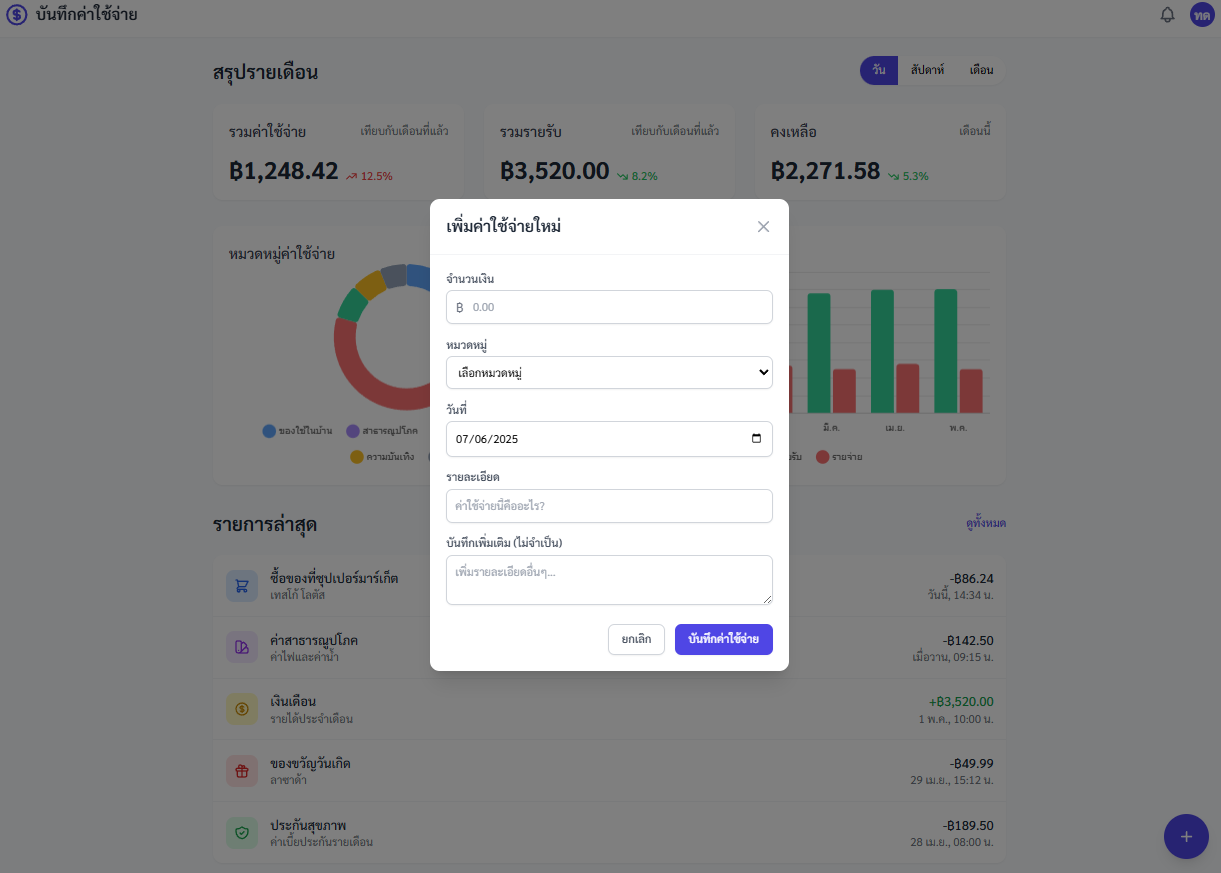 บันทึกค่าใช้จ่าย
ทด
สรุปรายเดือน
วัน สัปดาห์ เดือน
รวมค่าใช้จ่าย เทียบกับเดือนที่แล้ว
฿1,248.42 12.5%
รวมรายรับ เทียบกับเดือนที่แล้ว
฿3,520.00 8.2%
คงเหลือ เดือนนี้
฿2,271.58 5.3%
หมวดหมู่ค่าใช้จ่าย
ของใช้ในบ้าน สาธารณูปโภค
ความบันเทิง
มี.ค. เม.ย. พ.ค.
รายจ่าย
เพิ่มค่าใช้จ่ายใหม่
จำนวนเงิน
฿ 0.00
หมวดหมู่
เลือกหมวดหมู่
วันที่
07/06/2025
รายละเอียด
ค่าใช้จ่ายนี้คืออะไร?
บันทึกเพิ่มเติม (ไม่จำเป็น)
เพิ่มรายละเอียดอื่นๆ...
ยกเลิก บันทึกค่าใช้จ่าย
รายการล่าสุด ดูทั้งหมด
ซื้อของที่ซุปเปอร์มาร์เก็ต -฿86.24
เทสโก้ โลตัส วันนี้, 14:34 น.
ค่าสาธารณูปโภค -฿142.50
ค่าไฟและค่าน้ำ เมื่อวาน, 09:15 น.
เงินเดือน +฿3,520.00
รายได้ประจำเดือน 1 พ.ค., 10:00 น.
ของขวัญวันเกิด -฿49.99
ลาซาด้า 29 เม.ย., 15:12 น.
ประกันสุขภาพ -฿189.50
ค่าเบี้ยประกันรายเดือน 28 เม.ย., 08:00 น.